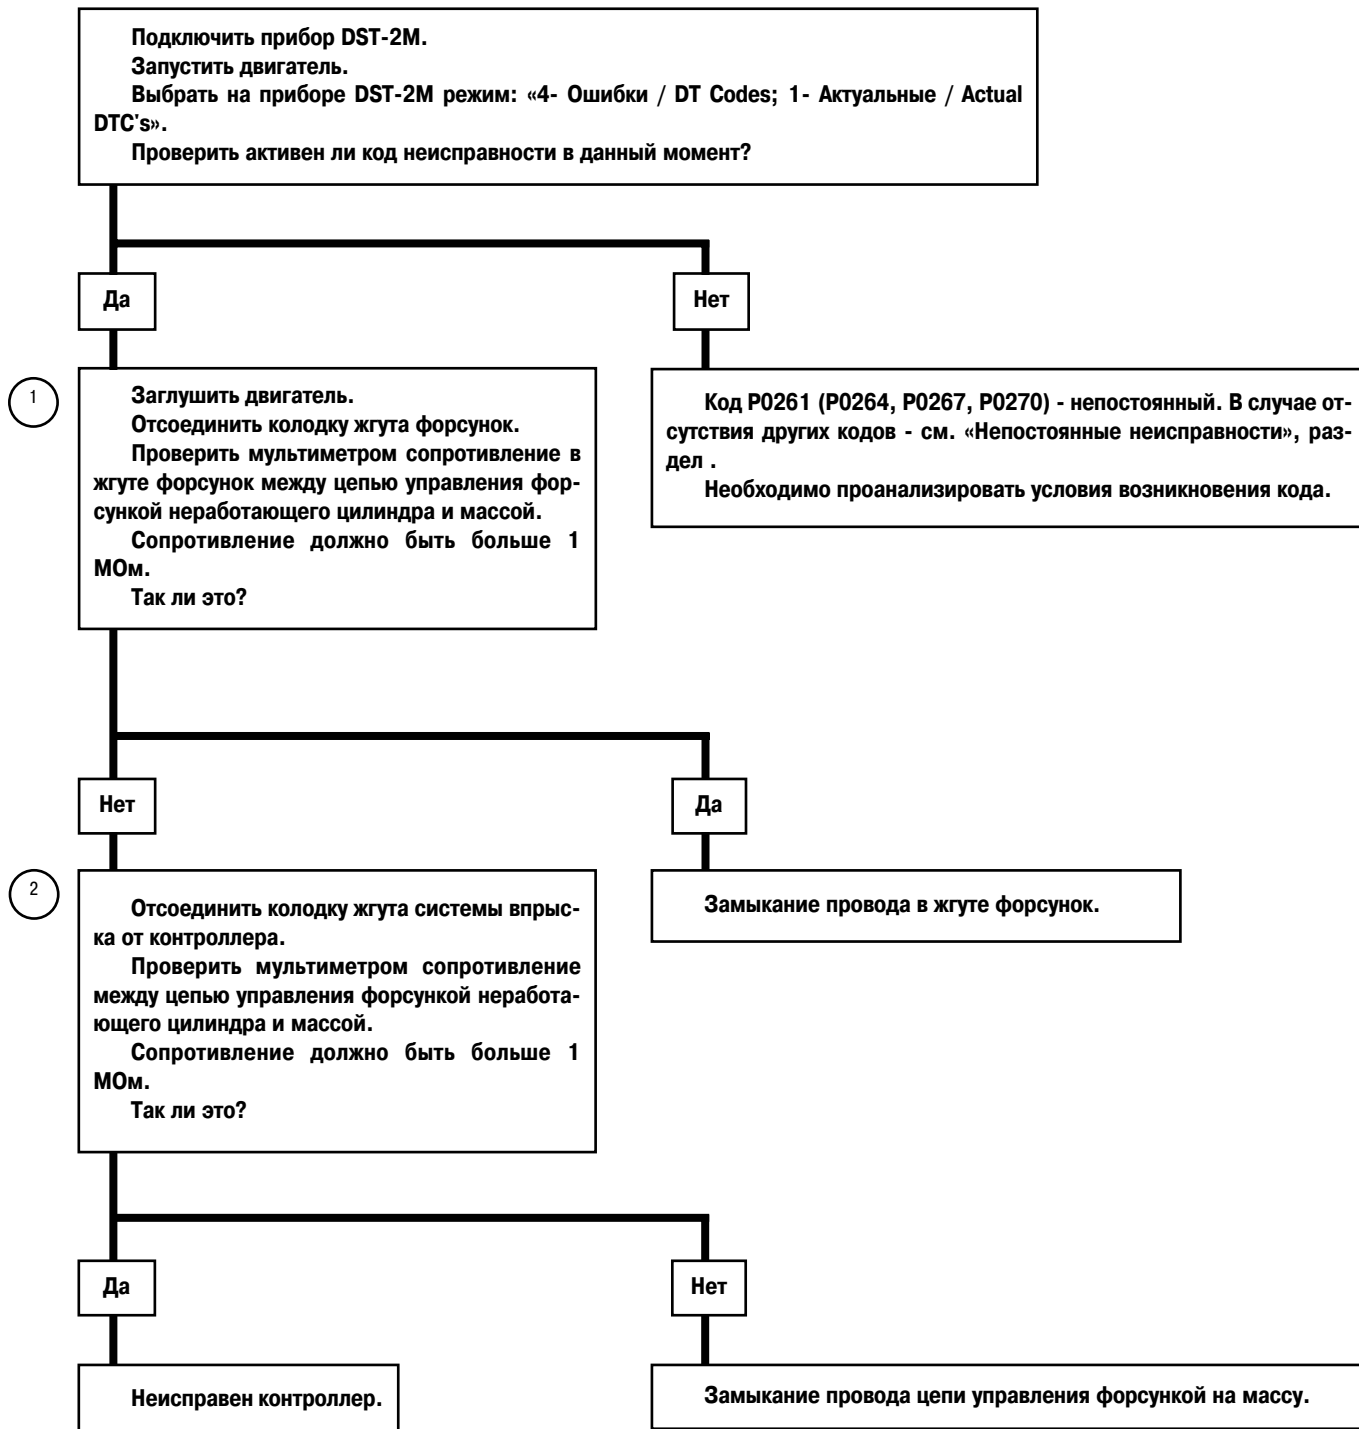 Подключить прибор DST-2M.
Запустить двигатель.
Выбрать на приборе DST-2M режим: «4- Ошибки / DT Codes; 1- Актуальные / Actual
DTC's».
Проверить активен ли код неисправности в данный момент?
Да
Нет
1
Заглушить двигатель.
Отсоединить колодку жгута форсунок.
Проверить мультиметром сопротивление в
жгуте форсунок между цепью управления фор-
сункой неработающего цилиндра и массой.
Сопротивление должно быть больше 1
МОм.
Так ли это?
Код Р0261 (Р0264, Р0267, Р0270) - непостоянный. В случае от-
сутствия других кодов - см. «Непостоянные неисправности», раз-
дел .
Необходимо проанализировать условия возникновения кода.
Нет
Да
2
Отсоединить колодку жгута системы впрыс-
ка от контроллера.
Проверить мультиметром сопротивление
между цепью управления форсункой неработа-
ющего цилиндра и массой.
Сопротивление должно быть больше 1
МОм.
Так ли это?
Замыкание провода в жгуте форсунок.
Да
Нет
Неисправен контроллер.
Замыкание провода цепи управления форсункой на массу.